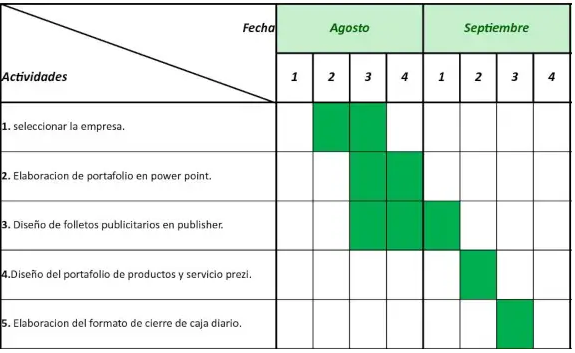 Fecha Agosto Septiembre
Actividades 1 2 3 4 1 2 3 4
1. seleccionar la empresa.
2. Elaboracion de portafolio en power point.
3. Diseño de folletos publicitarios en publisher.
4.Diseño del portafolio de productos y servicio prezi.
5. Elaboracion del formato de cierre de caja diario.